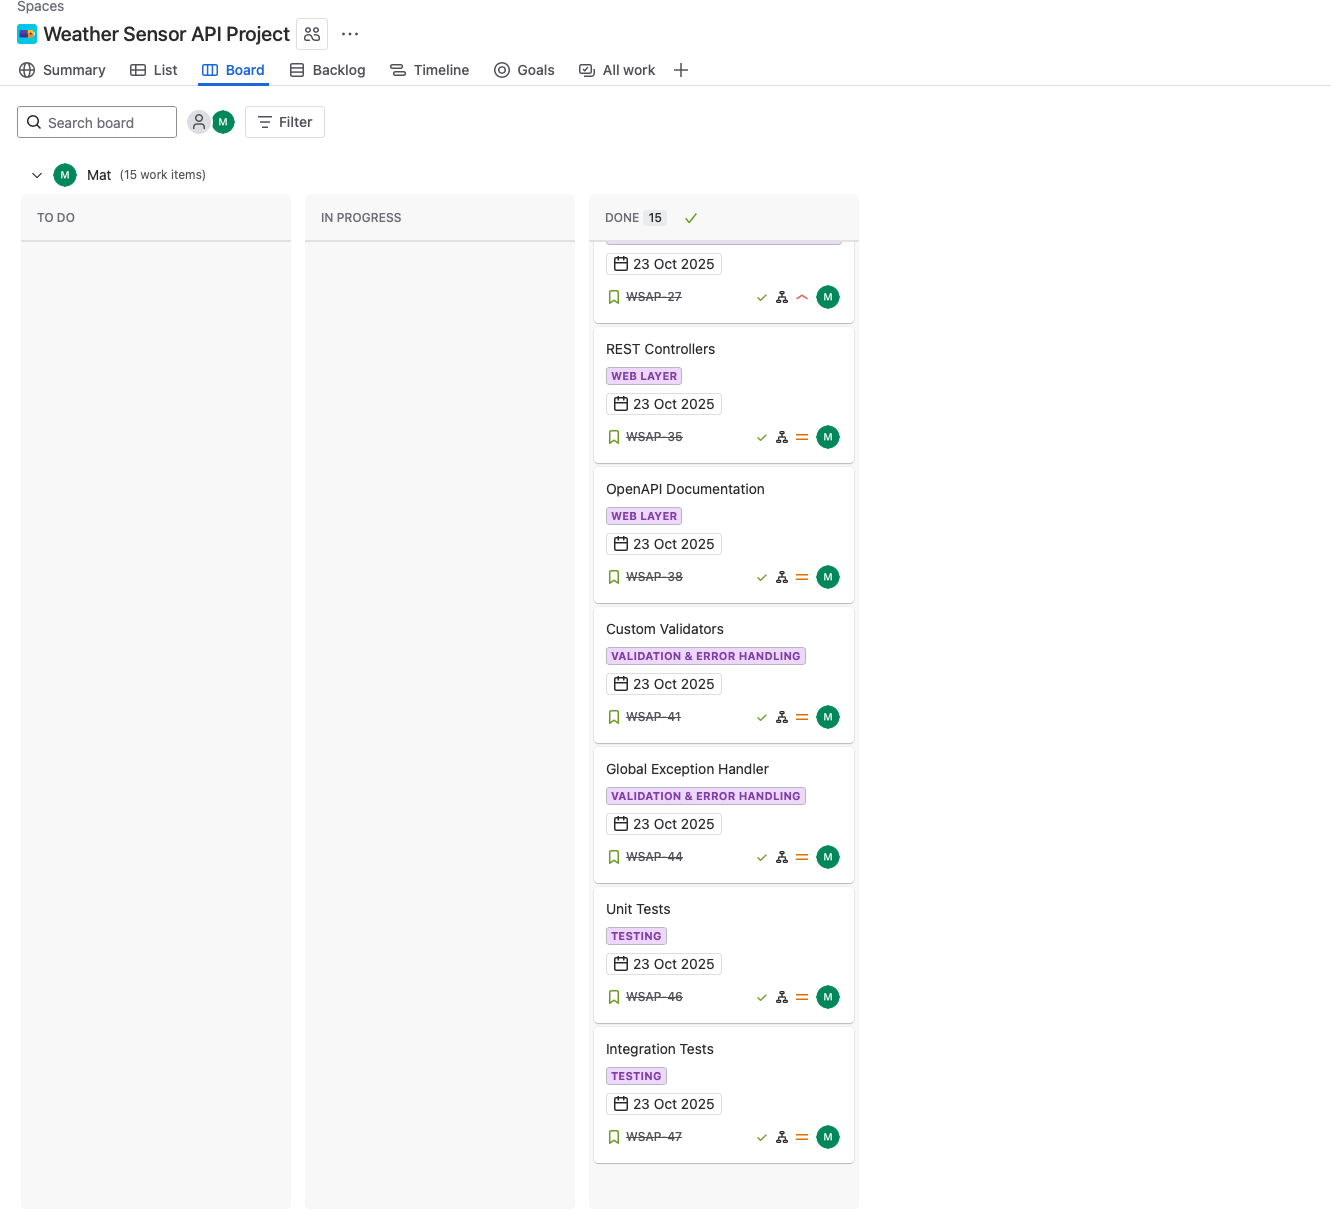 Spaces
Weather Sensor API Project
Summary List Board Backlog Timeline Goals All work
Search board M Filter
M Mat (15 work items)
TO DO IN PROGRESS DONE 15
23 Oct 2025
WSAP-27 M
REST Controllers
WEB LAYER
23 Oct 2025
WSAP-35 M
OpenAPI Documentation
WEB LAYER
23 Oct 2025
WSAP-38 M
Custom Validators
VALIDATION & ERROR HANDLING
23 Oct 2025
WSAP-41 M
Global Exception Handler
VALIDATION & ERROR HANDLING
23 Oct 2025
WSAP-44 M
Unit Tests
TESTING
23 Oct 2025
WSAP-46 M
Integration Tests
TESTING
23 Oct 2025
WSAP-47 M